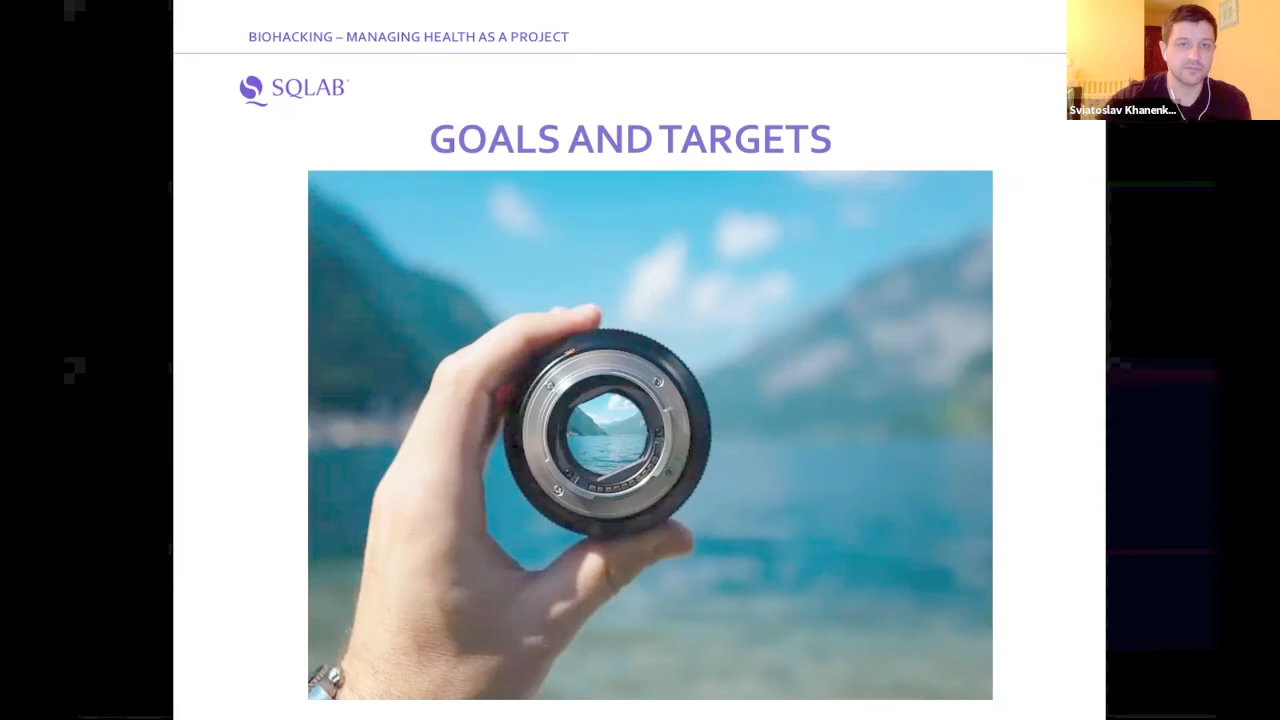 BIOHACKING – MANAGING HEALTH AS A PROJECT
SQLAB
GOALS AND TARGETS
Sviatoslav Khanenk...